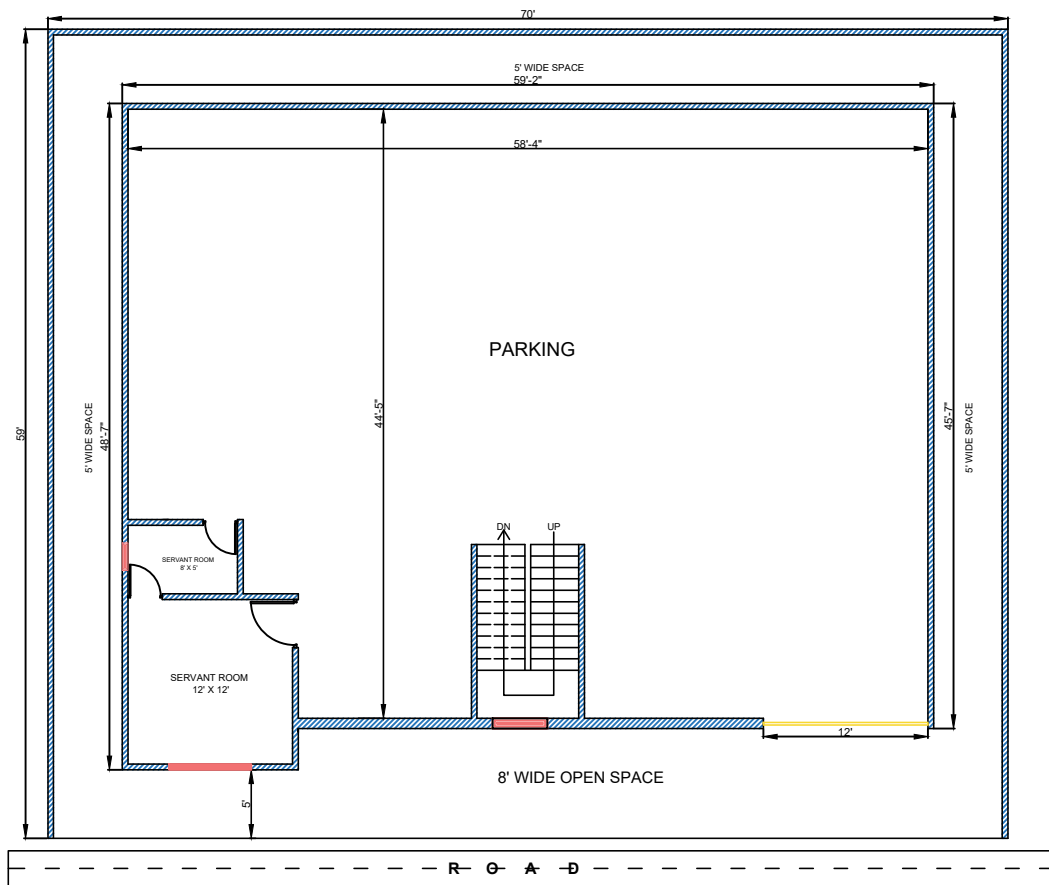 70'
5' WIDE SPACE
59'-2"
58'-4"
PARKING
44'-5"
59'
5' WIDE SPACE
48'-7"
45'-7"
5' WIDE SPACE
DN UP
SERVANT ROOM
8' X 5'
SERVANT ROOM
12' X 12'
12'
8' WIDE OPEN SPACE
5'
R O A D